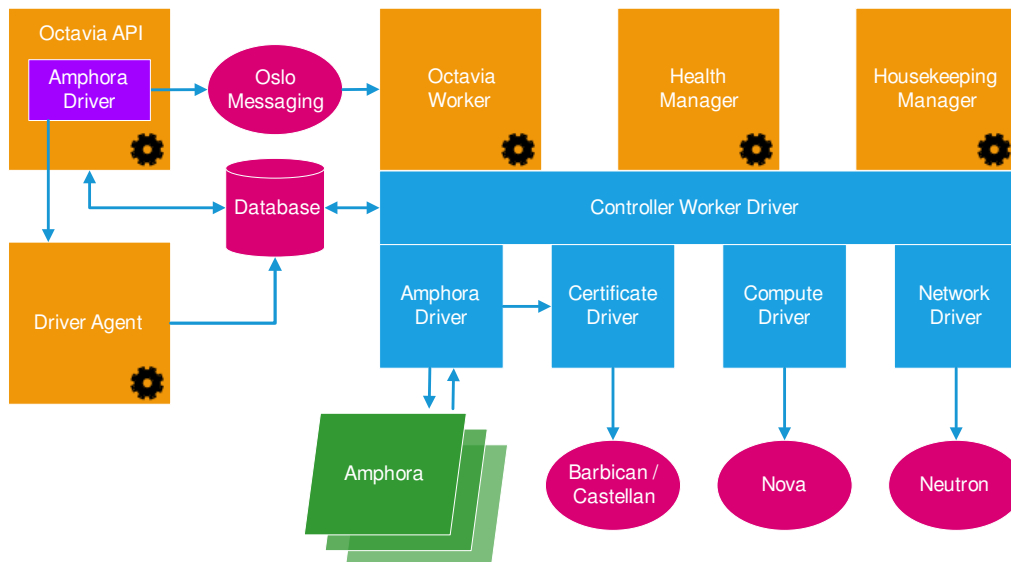 Octavia API
Amphora
Driver
Oslo
Messaging
Octavia
Worker
Health
Manager
Housekeeping
Manager
Database
Controller Worker Driver
Driver Agent
Amphora
Driver
Certificate
Driver
Compute
Driver
Network
Driver
Amphora
Barbican /
Castellan
Nova
Neutron